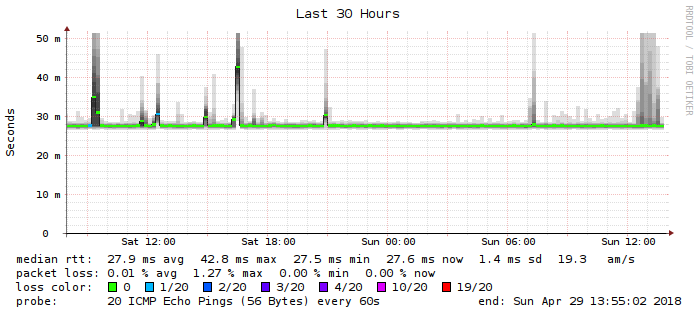 Last 30 Hours
RRDTOOL / TOBI OETIKER
Seconds
50 m
40 m
30 m
20 m
10 m
0
Sat 12:00 Sat 18:00 Sun 00:00 Sun 06:00 Sun 12:00
median rtt: 27.9 ms avg 42.8 ms max 27.5 ms min 27.6 ms now 1.4 ms sd 19.3 am/s
packet loss: 0.01 % avg 1.27 % max 0.00 % min 0.00 % now
loss color: 0 1/20 2/20 3/20 4/20 10/20 19/20
probe: 20 ICMP Echo Pings (56 Bytes) every 60s end: Sun Apr 29 13:55:02 2018